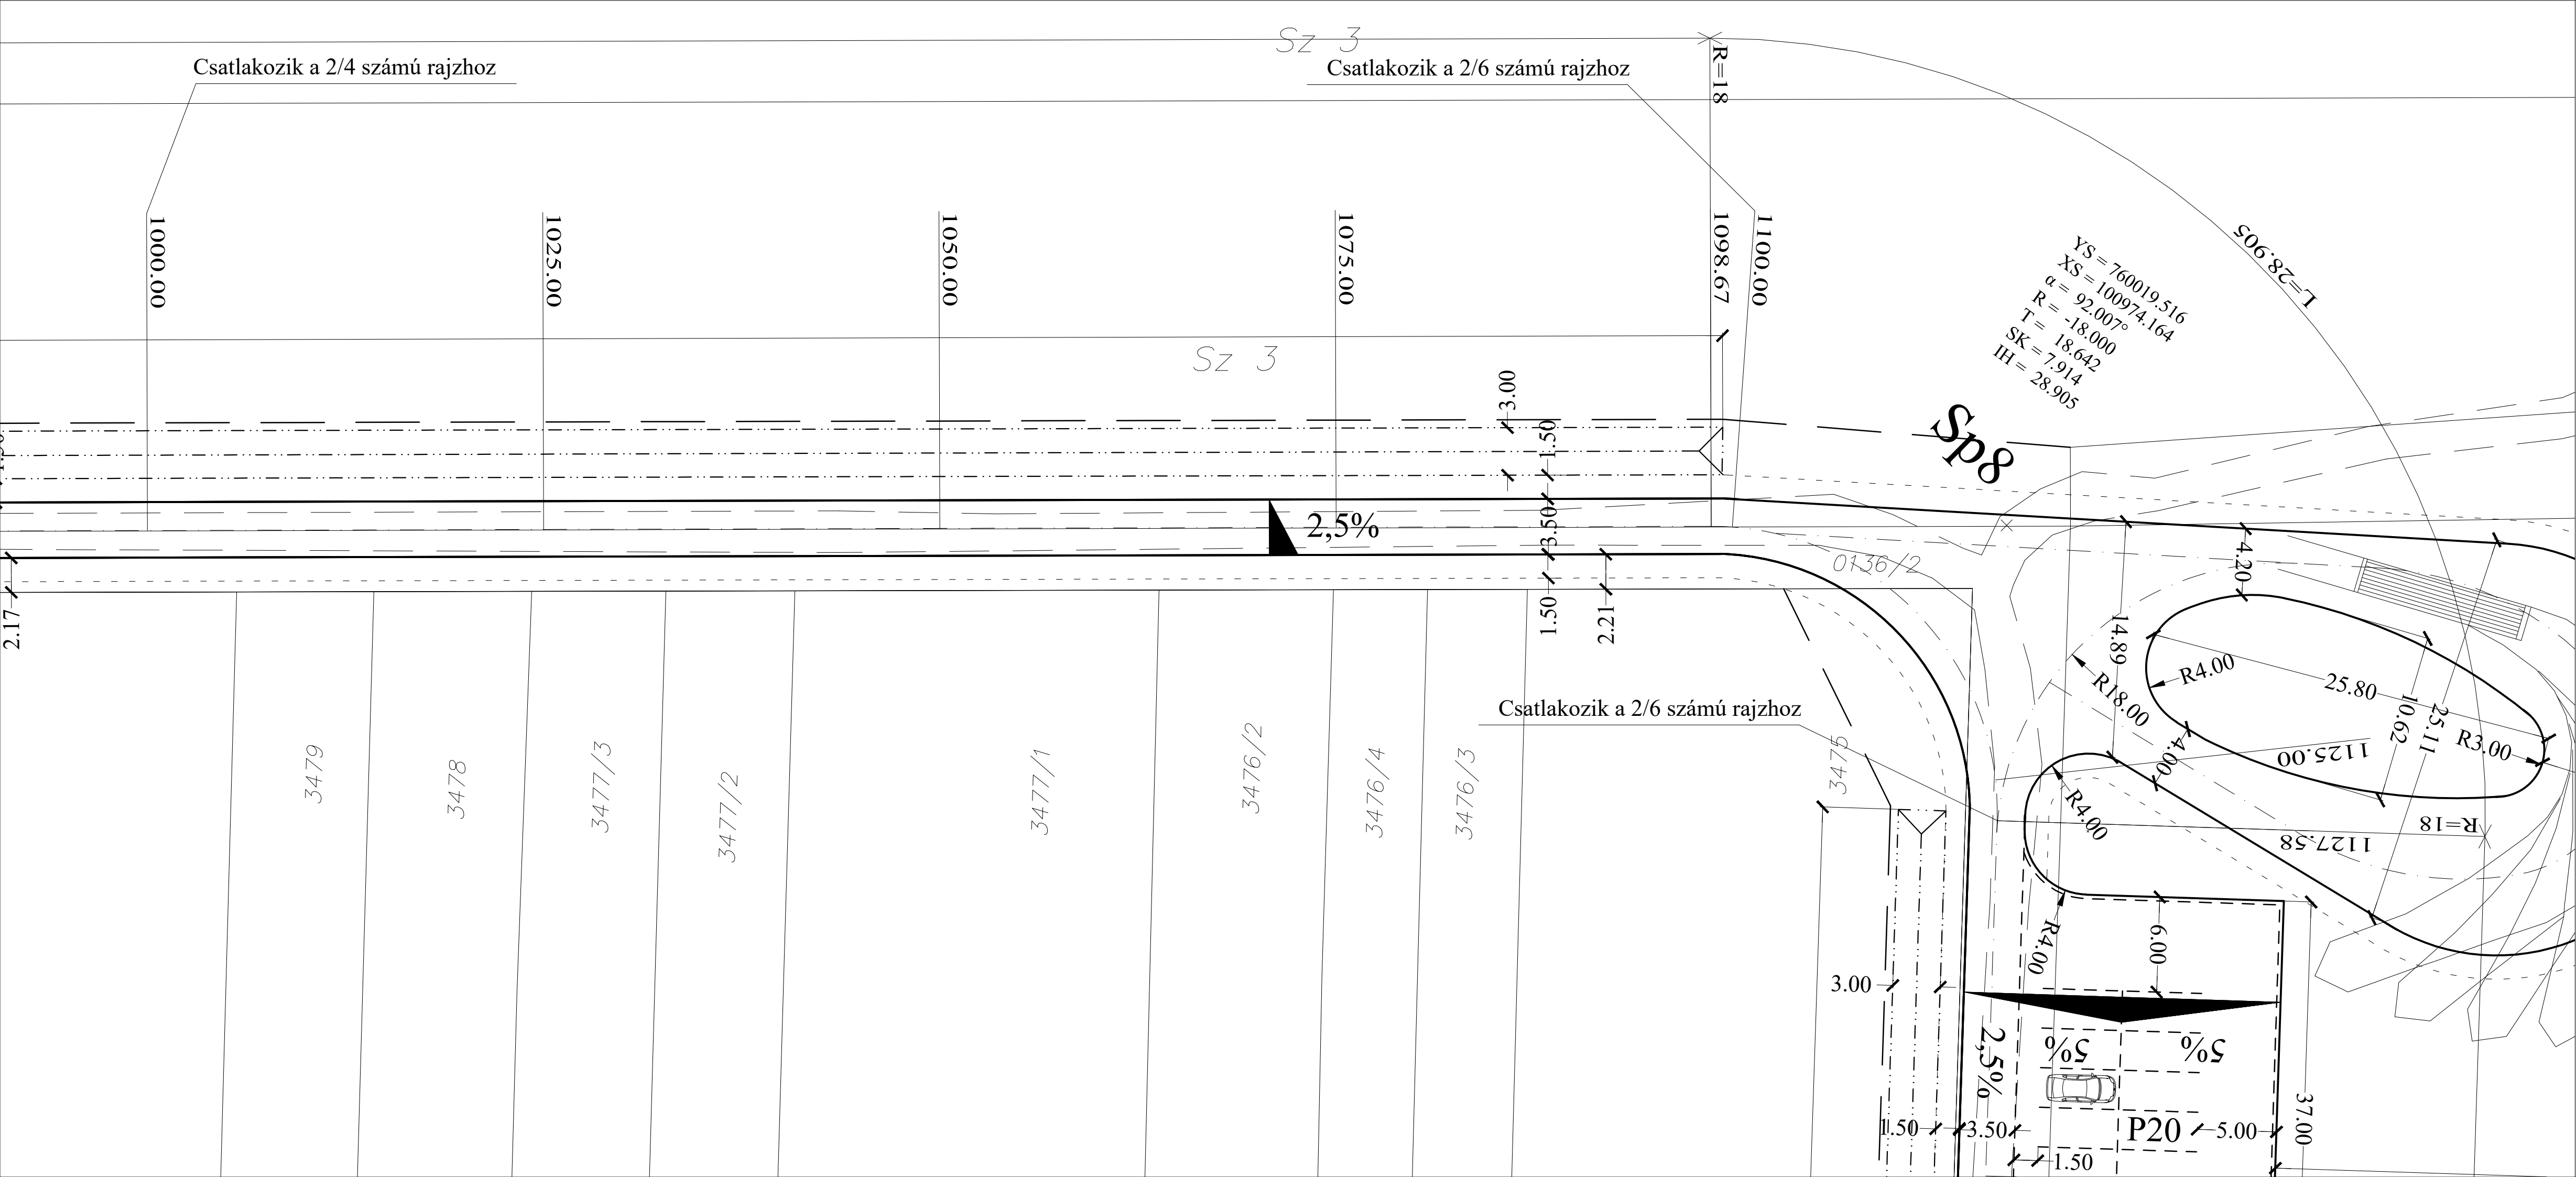 Sz 3
Csatlakozik a 2/4 számú rajzhoz
Csatlakozik a 2/6 számú rajzhoz
R=18
1000.00
1025.00
1050.00
1075.00
1098.67
1100.00
L=28.905
YS = 760019.516
XS = 100974.164
α = 92.007°
R = -18.000
T = 18.642
SK = 7.914
IH = 28.905
Sz 3
3.00
1.50
Sp8
2,5%
3.50
0136/2
4.20
2.17
1.50
2.21
14.89
R4.00
R18.00
25.80
10.62
25.11
R3.00
Csatlakozik a 2/6 számú rajzhoz
4.00
1125.00
3479
3478
3477/3
3477/2
3477/1
3476/2
3476/4
3476/3
3475
R4.00
R=18
1127.58
R4.00
6.00
3.00
2,5%
5%
5%
37.00
1.50
3.50
P20
5.00
1.50